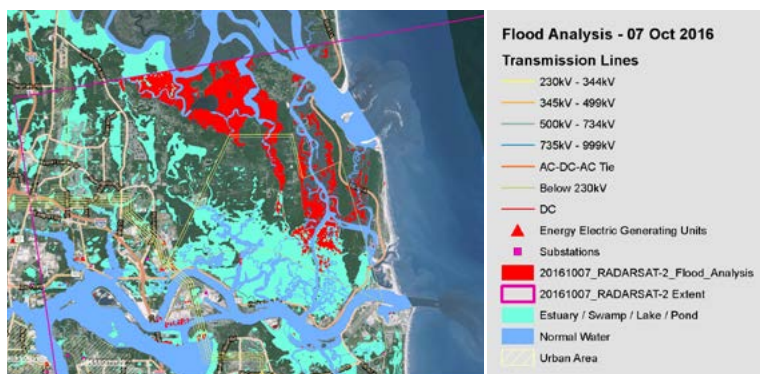 Flood Analysis - 07 Oct 2016
Transmission Lines
230kV - 344kV
345kV - 499kV
500kV - 734kV
735kV - 999kV
AC-DC-AC Tie
Below 230kV
DC
Energy Electric Generating Units
Substations
20161007_RADARSAT-2_Flood_Analysis
20161007_RADARSAT-2 Extent
Estuary / Swamp / Lake / Pond
Normal Water
Urban Area